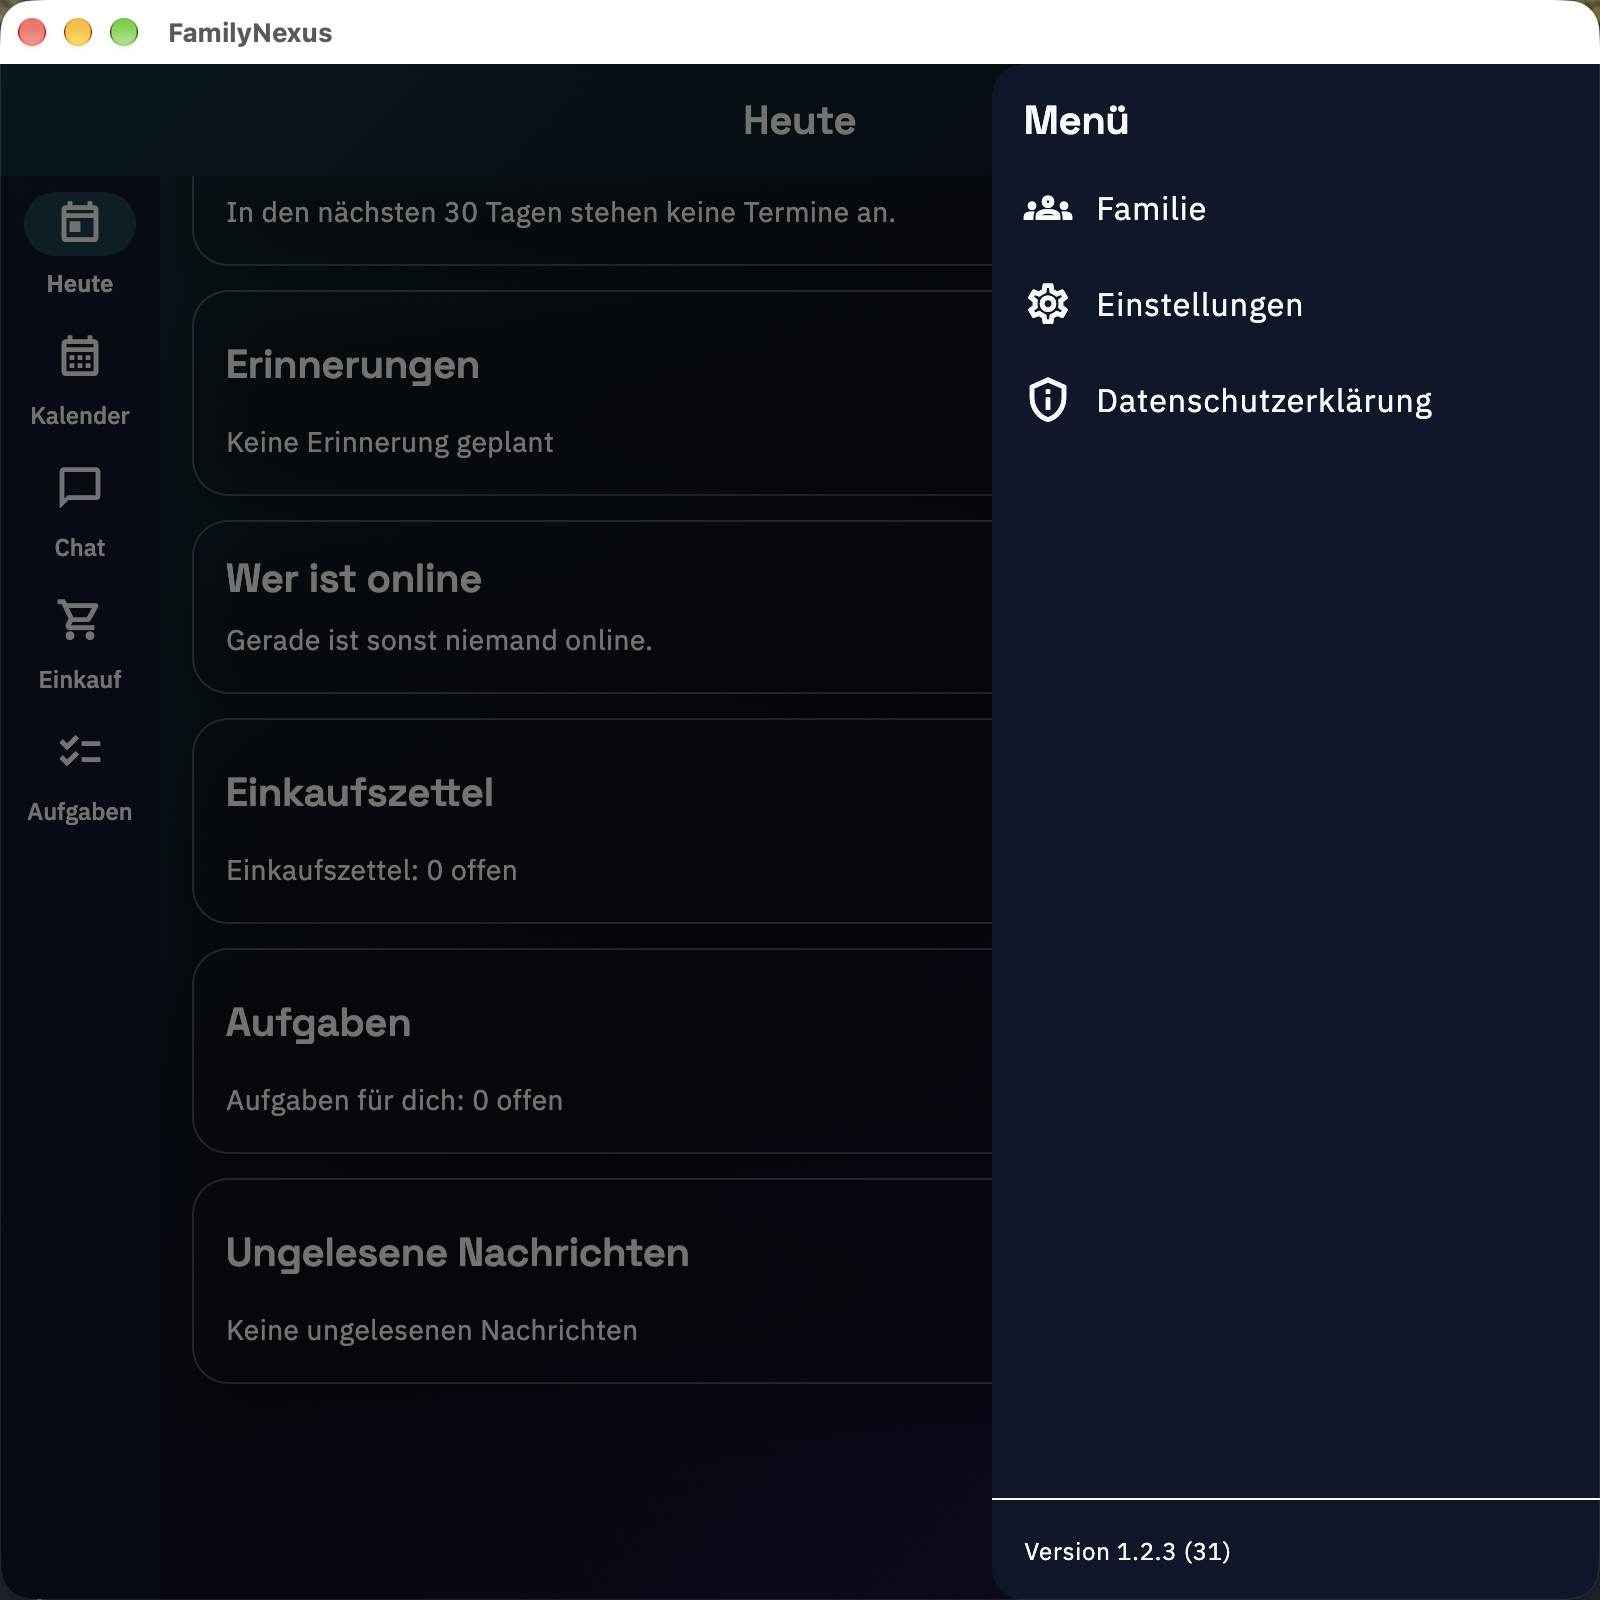 FamilyNexus
Heute
Menü
Heute
Kalender
Chat
Einkauf
Aufgaben
In den nächsten 30 Tagen stehen keine Termine an.
Erinnerungen
Keine Erinnerung geplant
Wer ist online
Gerade ist sonst niemand online.
Einkaufszettel
Einkaufszettel: 0 offen
Aufgaben
Aufgaben für dich: 0 offen
Ungelesene Nachrichten
Keine ungelesenen Nachrichten
Familie
Einstellungen
Datenschutzerklärung
Version 1.2.3 (31)